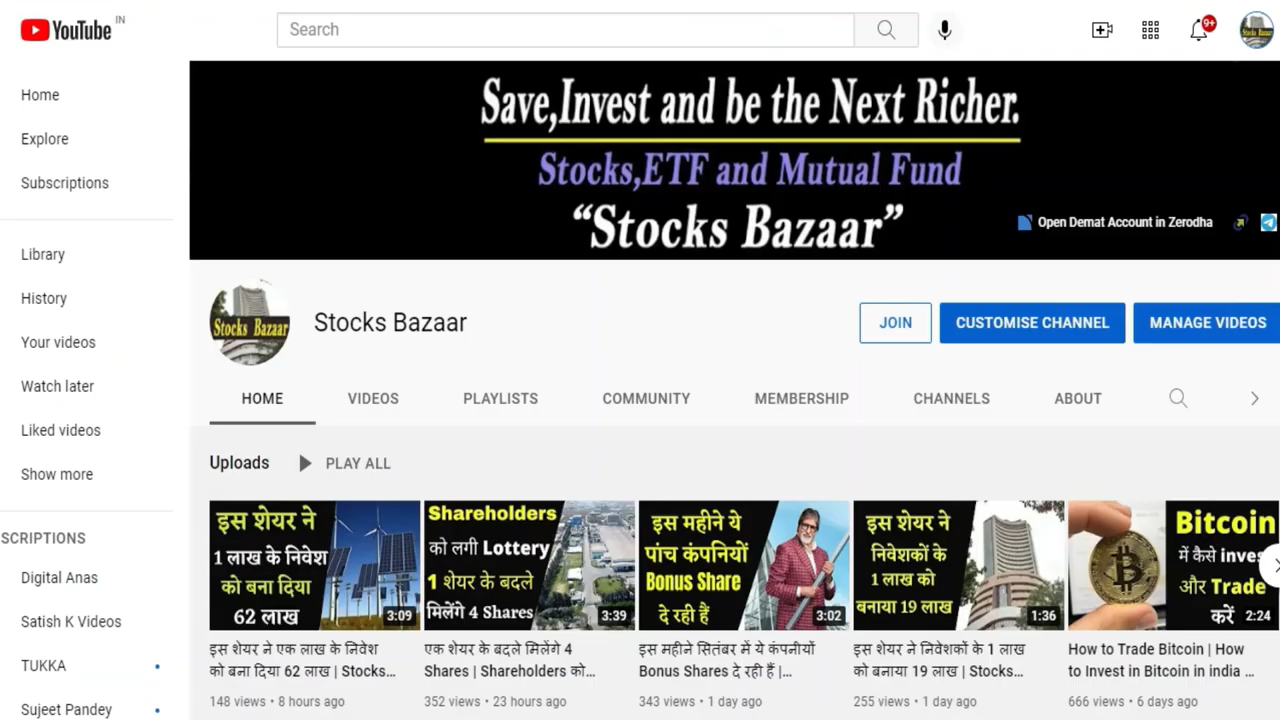 YouTube IN
Search
9+
Home
Explore
Subscriptions
Library
History
Your videos
Watch later
Liked videos
Show more
SCRIPTIONS
Digital Anas
Satish K Videos
TUKKA
Sujeet Pandey
Save,Invest and be the Next Richer.
Stocks,ETF and Mutual Fund
“Stocks Bazaar”
Open Demat Account in Zerodha
Stocks Bazaar
Stocks Bazaar
JOIN
CUSTOMISE CHANNEL
MANAGE VIDEOS
HOME
VIDEOS
PLAYLISTS
COMMUNITY
MEMBERSHIP
CHANNELS
ABOUT
Uploads
PLAY ALL
इस शेयर ने
1 लाख के निवेश
को बना दिया
62 लाख
3:09
इस शेयर ने एक लाख के निवेश
को बना दिया 62 लाख | Stocks...
148 views • 8 hours ago
Shareholders
को लगी Lottery
1 शेयर के बदले
मिलेंगे 4 Shares
3:39
एक शेयर के बदले मिलेंगे 4
Shares | Shareholders को...
352 views • 23 hours ago
इस महीने ये
पांच कंपनियों
Bonus Share
दे रही हैं
3:02
इस महीने सितंबर में ये कंपनीयों
Bonus Shares दे रही हैं |...
343 views • 1 day ago
इस शेयर ने
निवेशकों के
1 लाख को
बनाया 19 लाख
1:36
इस शेयर ने निवेशकों के 1 लाख
को बनाया 19 लाख | Stocks...
255 views • 1 day ago
Bitcoin
में कैसे inves
और Trade
करें
2:24
How to Trade Bitcoin | How
to Invest in Bitcoin in india ...
666 views • 6 days ago